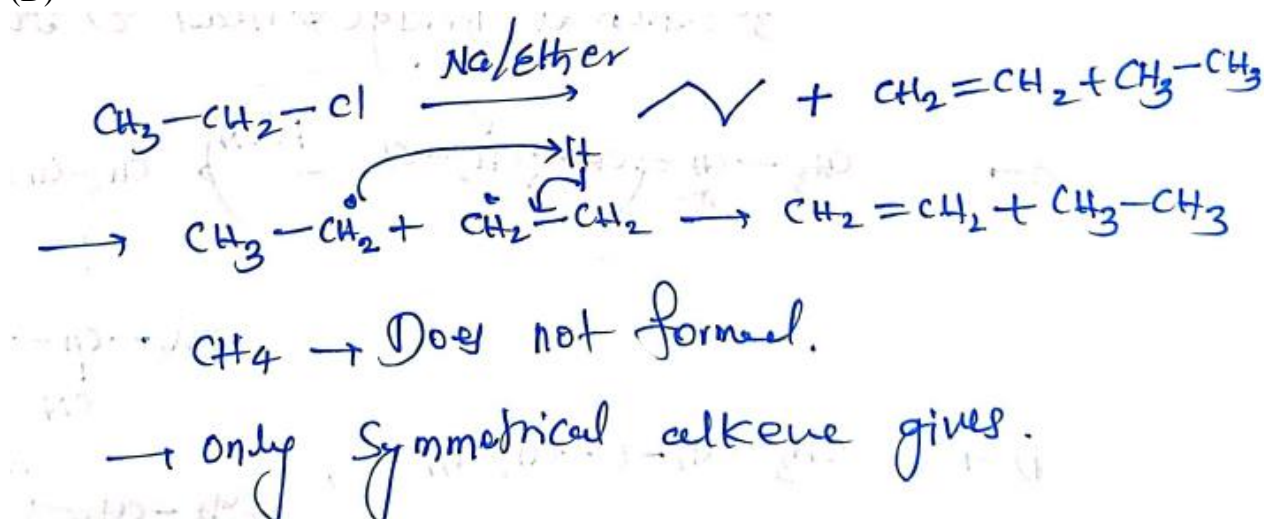 Na/Ether
CH3-CH2-Cl → + CH2=CH2 + CH3-CH3
H
→ CH3-CH2 + CH2-CH2 → CH2=CH2 + CH3-CH3
CH4 → Does not formed.
→ only Symmetrical alkene gives.